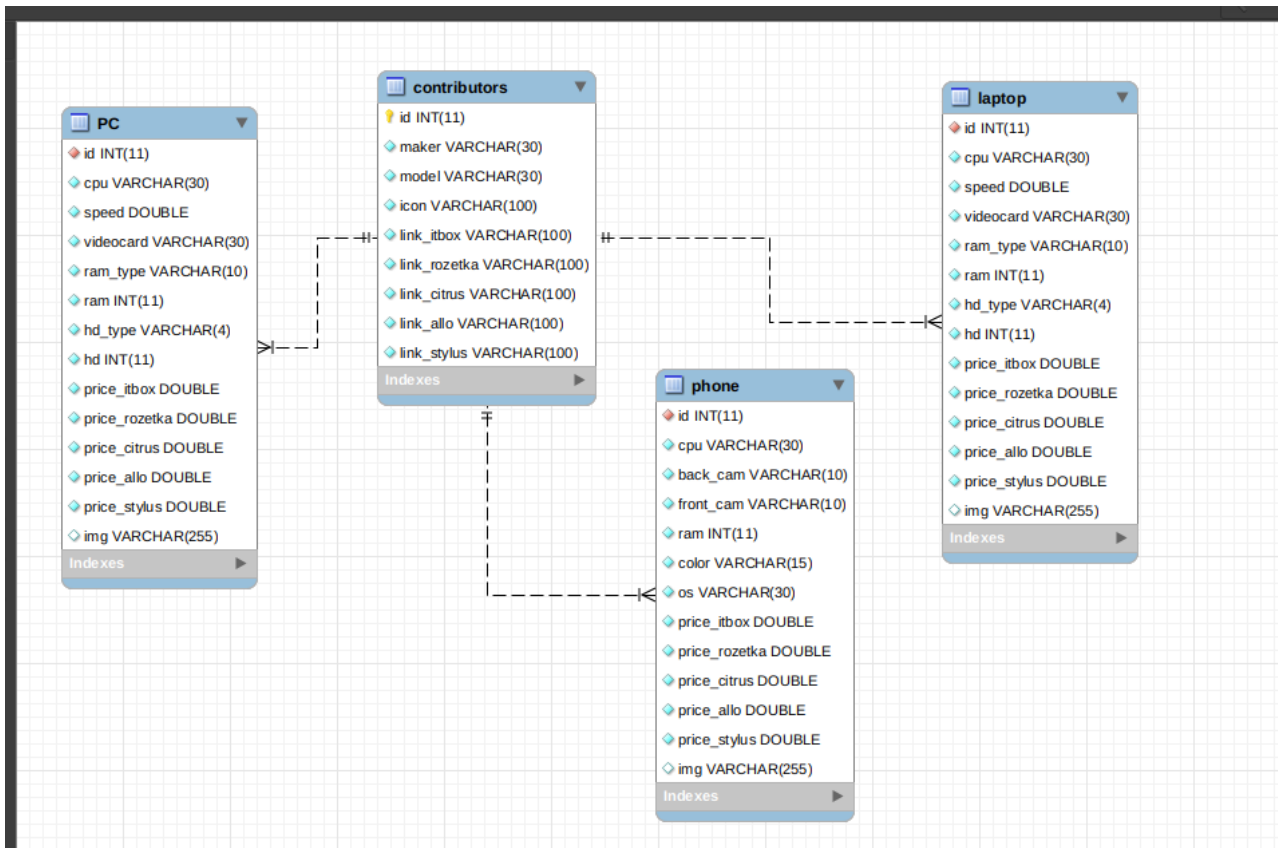 PC
id INT(11)
cpu VARCHAR(30)
speed DOUBLE
videocard VARCHAR(30)
ram_type VARCHAR(10)
ram INT(11)
hd_type VARCHAR(4)
hd INT(11)
price_itbox DOUBLE
price_rozetka DOUBLE
price_citrus DOUBLE
price_allo DOUBLE
price_stylus DOUBLE
img VARCHAR(255)
Indexes
contributors
id INT(11)
maker VARCHAR(30)
model VARCHAR(30)
icon VARCHAR(100)
link_itbox VARCHAR(100)
link_rozetka VARCHAR(100)
link_citrus VARCHAR(100)
link_allo VARCHAR(100)
link_stylus VARCHAR(100)
Indexes
phone
id INT(11)
cpu VARCHAR(30)
back_cam VARCHAR(10)
front_cam VARCHAR(10)
ram INT(11)
color VARCHAR(15)
os VARCHAR(30)
price_itbox DOUBLE
price_rozetka DOUBLE
price_citrus DOUBLE
price_allo DOUBLE
price_stylus DOUBLE
img VARCHAR(255)
Indexes
laptop
id INT(11)
cpu VARCHAR(30)
speed DOUBLE
videocard VARCHAR(30)
ram_type VARCHAR(10)
ram INT(11)
hd_type VARCHAR(4)
hd INT(11)
price_itbox DOUBLE
price_rozetka DOUBLE
price_citrus DOUBLE
price_allo DOUBLE
price_stylus DOUBLE
img VARCHAR(255)
Indexes